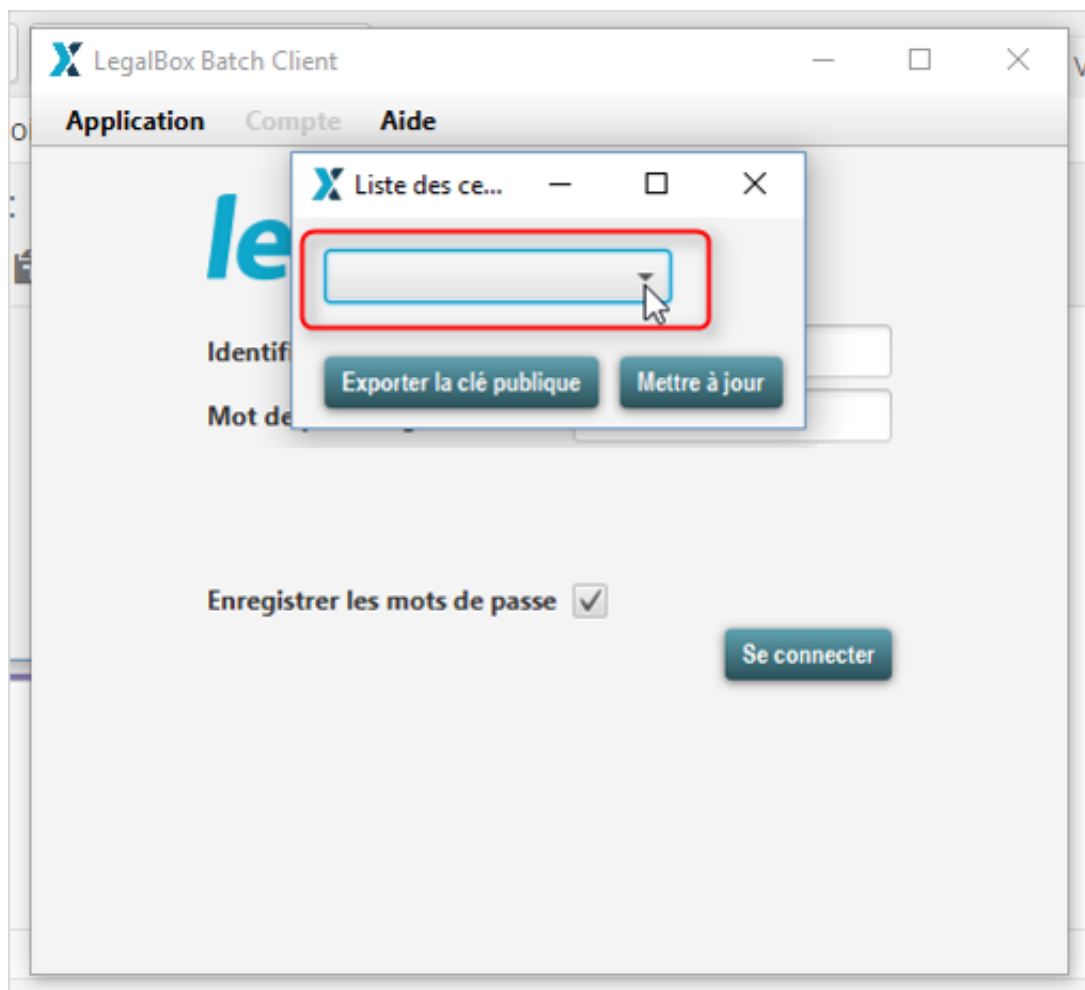 LegalBox Batch Client
Application Compte Aide
Liste des ce...
le
Identifi
Exporter la clé publique Mettre à jour
Mot de
Enregistrer les mots de passe
Se connecter